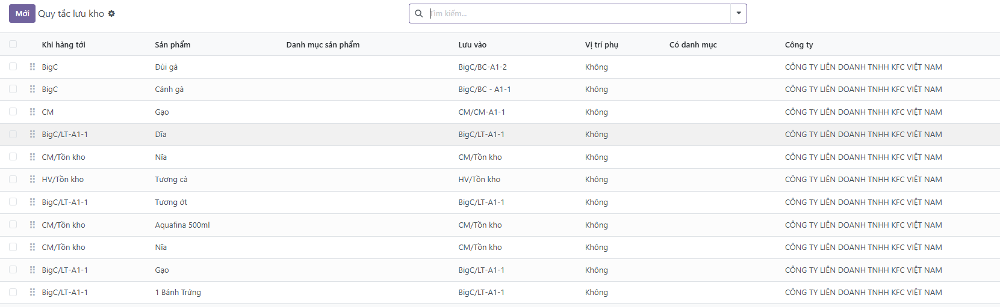 Mới Quy tắc lưu kho Tìm kiếm...
Khi hàng tới Sản phẩm Danh mục sản phẩm Lưu vào Vị trí phụ Có danh mục Công ty
BigC Đùi gà BigC/BC-A1-2 Không CÔNG TY LIÊN DOANH TNHH KFC VIỆT NAM
BigC Cánh gà BigC/BC - A1-1 Không CÔNG TY LIÊN DOANH TNHH KFC VIỆT NAM
CM Gạo CM/CM-A1-1 Không CÔNG TY LIÊN DOANH TNHH KFC VIỆT NAM
BigC/LT-A1-1 Dĩa BigC/LT-A1-1 Không CÔNG TY LIÊN DOANH TNHH KFC VIỆT NAM
CM/Tồn kho Nĩa CM/Tồn kho Không CÔNG TY LIÊN DOANH TNHH KFC VIỆT NAM
HV/Tồn kho Tương cà HV/Tồn kho Không CÔNG TY LIÊN DOANH TNHH KFC VIỆT NAM
BigC/LT-A1-1 Tương ớt BigC/LT-A1-1 Không CÔNG TY LIÊN DOANH TNHH KFC VIỆT NAM
CM/Tồn kho Aquafina 500ml CM/Tồn kho Không CÔNG TY LIÊN DOANH TNHH KFC VIỆT NAM
CM/Tồn kho Nĩa CM/Tồn kho Không CÔNG TY LIÊN DOANH TNHH KFC VIỆT NAM
BigC/LT-A1-1 Gạo BigC/LT-A1-1 Không CÔNG TY LIÊN DOANH TNHH KFC VIỆT NAM
BigC/LT-A1-1 1 Bánh Trứng BigC/LT-A1-1 Không CÔNG TY LIÊN DOANH TNHH KFC VIỆT NAM